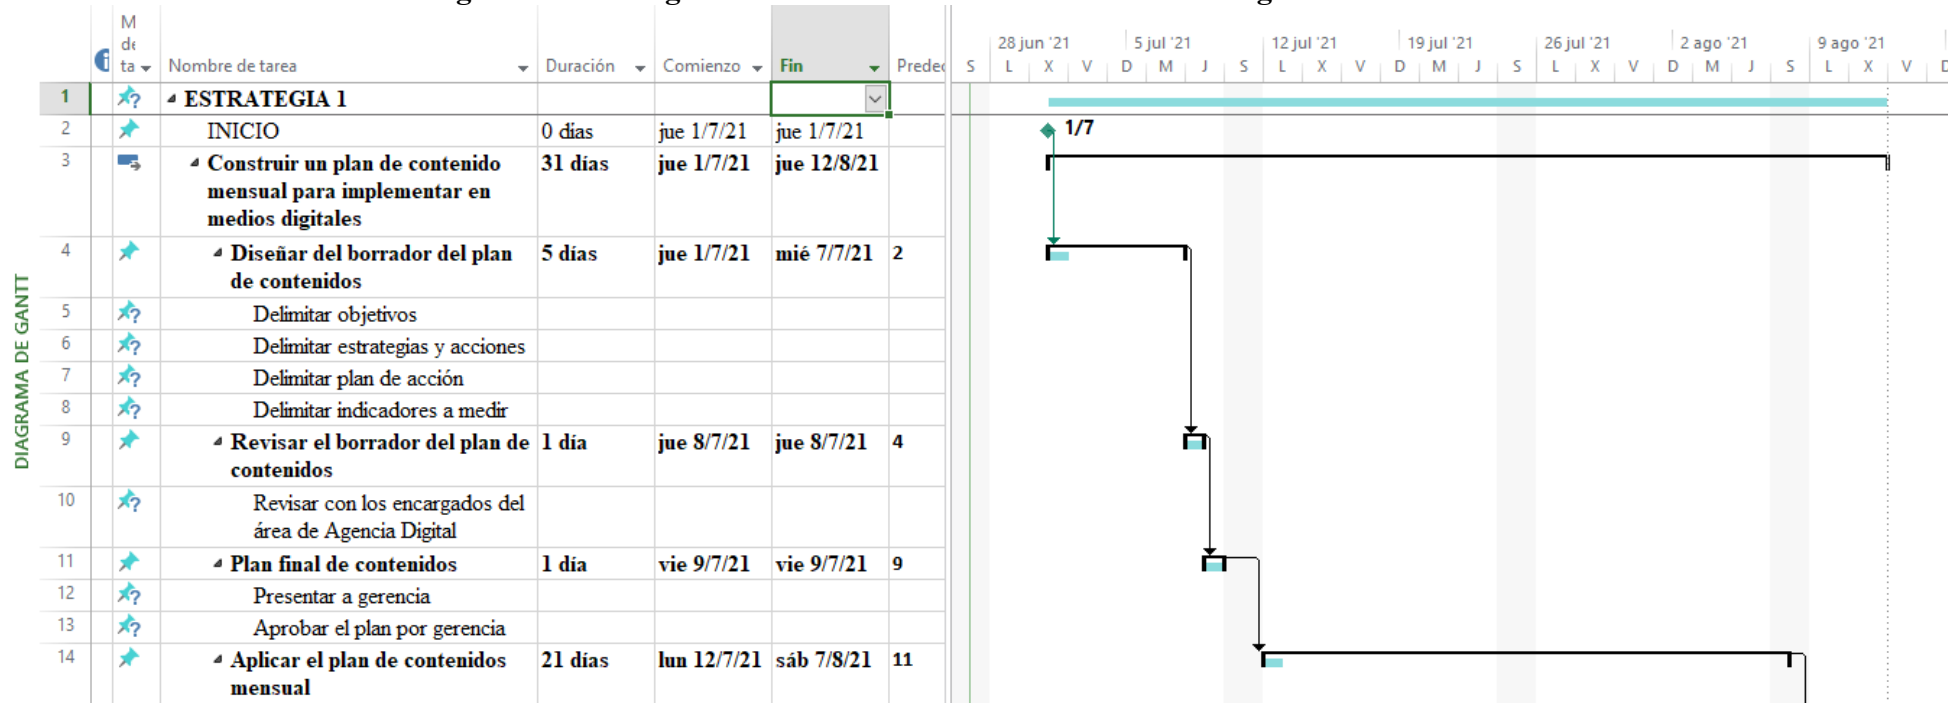 M
de
ta
Nombre de tarea
Duración
Comienzo
Fin
Predec
28 jun '21
5 jul '21
12 jul '21
19 jul '21
26 jul '21
2 ago '21
9 ago '21
S L X V D M J S L X V D M J S L X V D M J S L X V D
DIAGRAMA DE GANTT
1 ESTRATEGIA 1
2 INICIO 0 días jue 1/7/21 jue 1/7/21
1/7
3 Construir un plan de contenido 31 días jue 1/7/21 jue 12/8/21
mensual para implementar en
medios digitales
4 Diseñar del borrador del plan 5 días jue 1/7/21 mié 7/7/21 2
de contenidos
5 Delimitar objetivos
6 Delimitar estrategias y acciones
7 Delimitar plan de acción
8 Delimitar indicadores a medir
9 Revisar el borrador del plan de 1 día jue 8/7/21 jue 8/7/21 4
contenidos
10 Revisar con los encargados del
área de Agencia Digital
11 Plan final de contenidos 1 día vie 9/7/21 vie 9/7/21 9
12 Presentar a gerencia
13 Aprobar el plan por gerencia
14 Aplicar el plan de contenidos 21 días lun 12/7/21 sáb 7/8/21 11
mensual